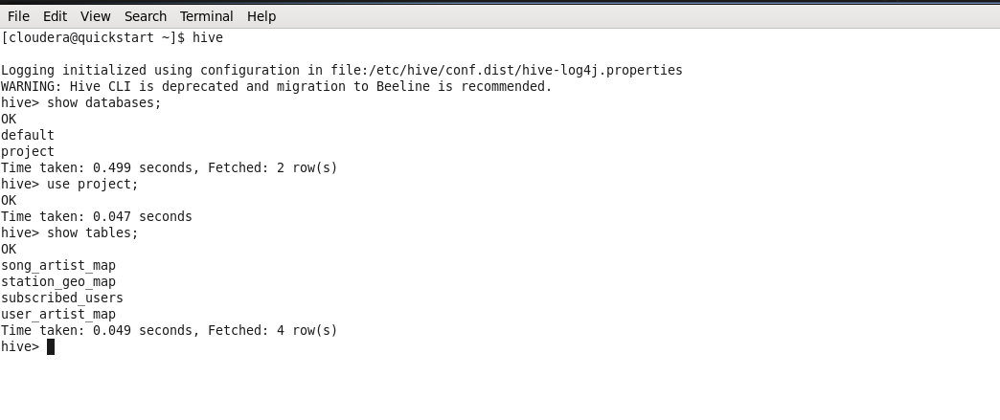 File Edit View Search Terminal Help
[cloudera@quickstart ~]$ hive
Logging initialized using configuration in file:/etc/hive/conf.dist/hive-log4j.properties
WARNING: Hive CLI is deprecated and migration to Beeline is recommended.
hive> show databases;
OK
default
project
Time taken: 0.499 seconds, Fetched: 2 row(s)
hive> use project;
OK
Time taken: 0.047 seconds
hive> show tables;
OK
song_artist_map
station_geo_map
subscribed_users
user_artist_map
Time taken: 0.049 seconds, Fetched: 4 row(s)
hive>